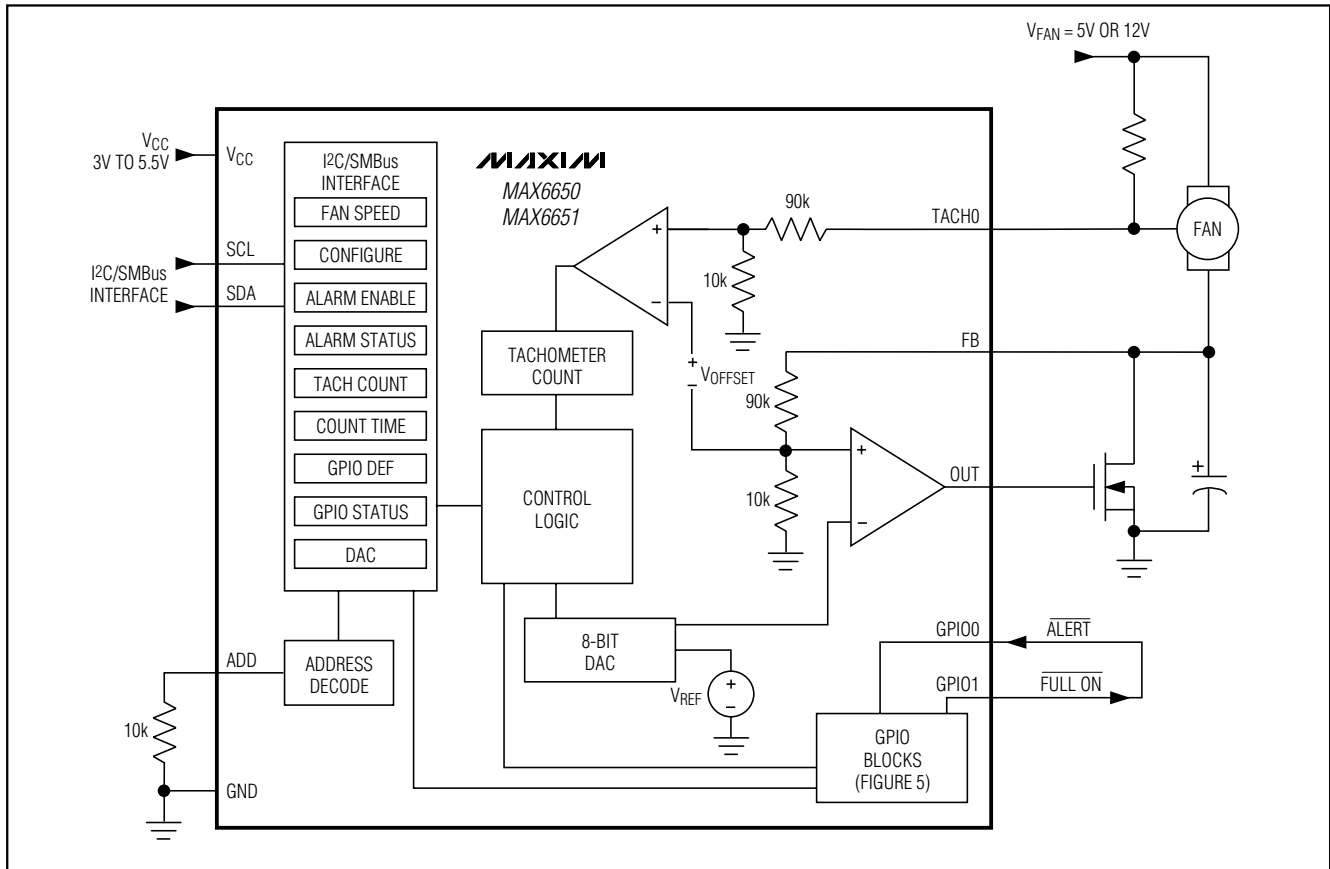 VFAN = 5V OR 12V
VCC
3V TO 5.5V
VCC
I2C/SMBus
INTERFACE
FAN SPEED
CONFIGURE
ALARM ENABLE
ALARM STATUS
TACH COUNT
COUNT TIME
GPIO DEF
GPIO STATUS
DAC
MAXIM
MAX6650
MAX6651
SCL
I2C/SMBus
INTERFACE
SDA
+
−
90k
10k
TACH0
FAN
TACHOMETER
COUNT
+
VOFFSET
−
FB
90k
10k
+
−
OUT
+
CONTROL
LOGIC
8-BIT
DAC
VREF
+
−
ADD
ADDRESS
DECODE
10k
GND
GPIO0
ALERT
GPIO1
FULL ON
GPIO
BLOCKS
(FIGURE 5)